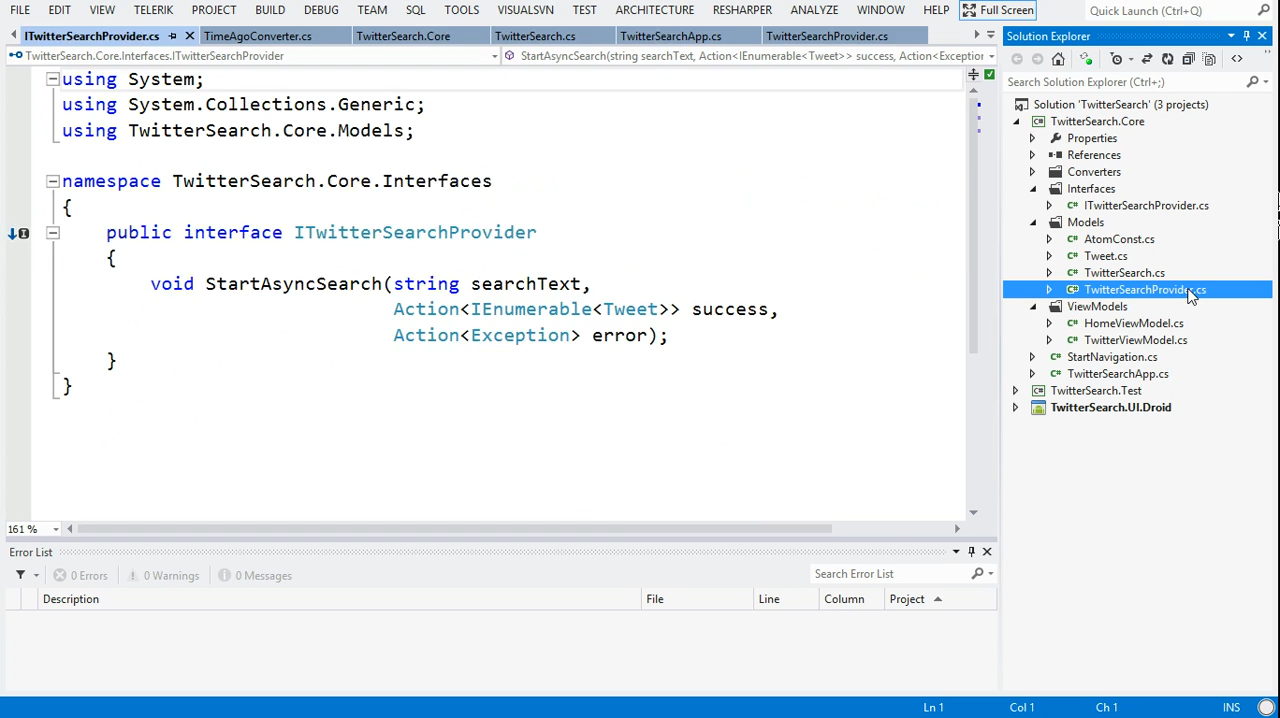 FILE EDIT VIEW TELERIK PROJECT BUILD DEBUG TEAM SQL TOOLS VISUALSVN TEST ARCHITECTURE RESHARPER ANALYZE WINDOW HELP Full Screen Quick Launch (Ctrl+Q)
ITwitterSearchProvider.cs TimeAgoConverter.cs TwitterSearch.Core TwitterSearch.cs TwitterSearchApp.cs TwitterSearchProvider.cs
TwitterSearch.Core.Interfaces.ITwitterSearchProvider StartAsyncSearch(string searchText, Action<IEnumerable<Tweet>> success, Action<Exception
using System;
using System.Collections.Generic;
using TwitterSearch.Core.Models;
namespace TwitterSearch.Core.Interfaces
{
public interface ITwitterSearchProvider
{
void StartAsyncSearch(string searchText,
Action<IEnumerable<Tweet>> success,
Action<Exception> error);
}
}
161 %
Error List
0 Errors 0 Warnings 0 Messages Search Error List
Description File Line Column Project
Solution Explorer
Search Solution Explorer (Ctrl+;)
Solution 'TwitterSearch' (3 projects)
TwitterSearch.Core
Properties
References
Converters
Interfaces
ITwitterSearchProvider.cs
Models
AtomConst.cs
Tweet.cs
TwitterSearch.cs
TwitterSearchProvider.cs
ViewModels
HomeViewModel.cs
TwitterViewModel.cs
StartNavigation.cs
TwitterSearchApp.cs
TwitterSearch.Test
TwitterSearch.UI.Droid
Ln 1 Col 1 Ch 1 INS